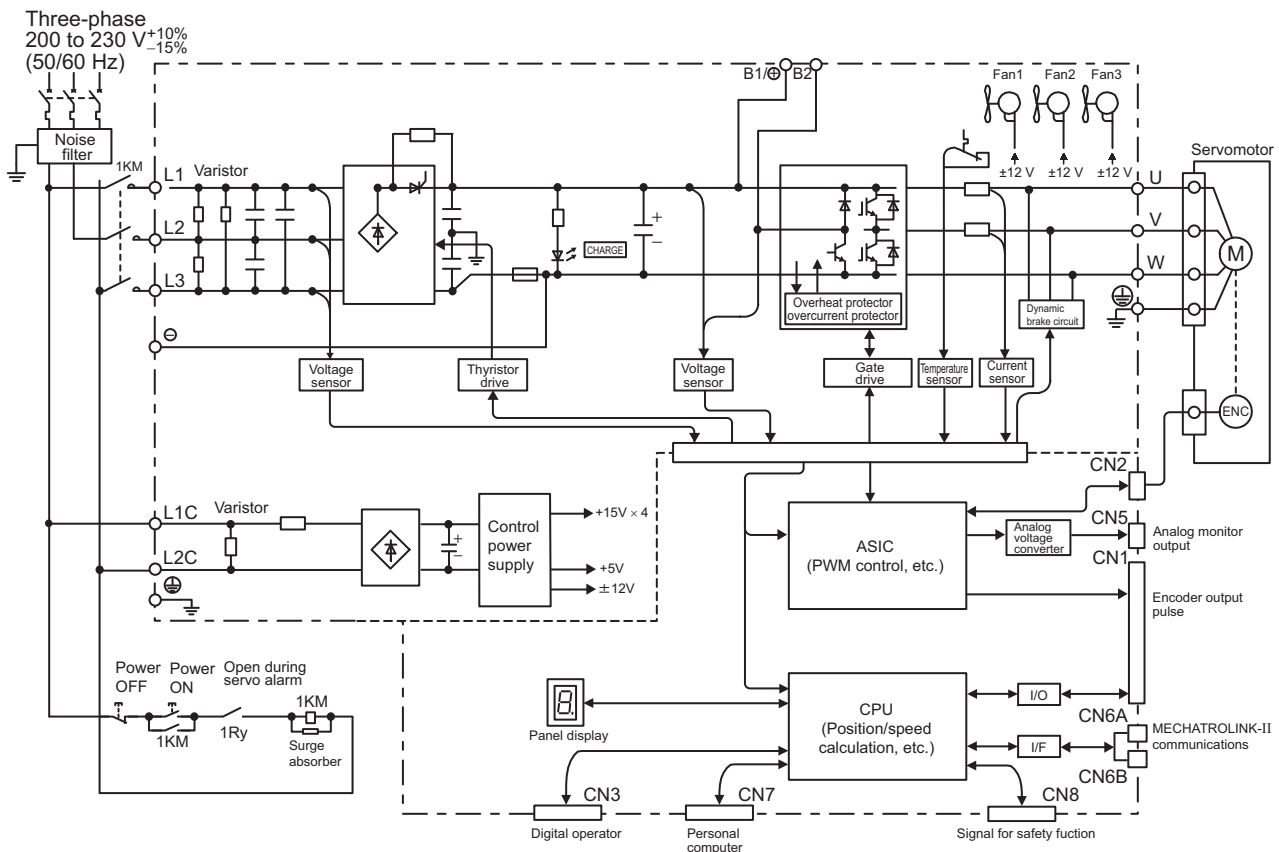 Three-phase
200 to 230 V +10%
−15%
(50/60 Hz)
B1/⊕ B2
Fan1 Fan2 Fan3
Noise
filter
±12 V ±12 V ±12 V
Servomotor
1KM
L1 Varistor
U
L2
V
CHARGE
M
L3
W
Overheat protector
overcurrent protector
Dynamic
brake circuit
⊖
Voltage
sensor
Thyristor
drive
Voltage
sensor
Gate
drive
Temperature
sensor
Current
sensor
ENC
CN2
L1C Varistor
+15V × 4
Control
power
supply
ASIC
(PWM control, etc.)
Analog
voltage
converter
CN5
Analog monitor
output
CN1
L2C
+5V
±12V
Encoder output
pulse
Power
OFF
Power
ON
Open during
servo alarm
1KM
1KM
1Ry
Surge
absorber
8.
Panel display
CPU
(Position/speed
calculation, etc.)
I/O
CN6A
I/F
MECHATROLINK-II
communications
CN6B
CN3
CN7
CN8
Digital operator
Personal
computer
Signal for safety fuction